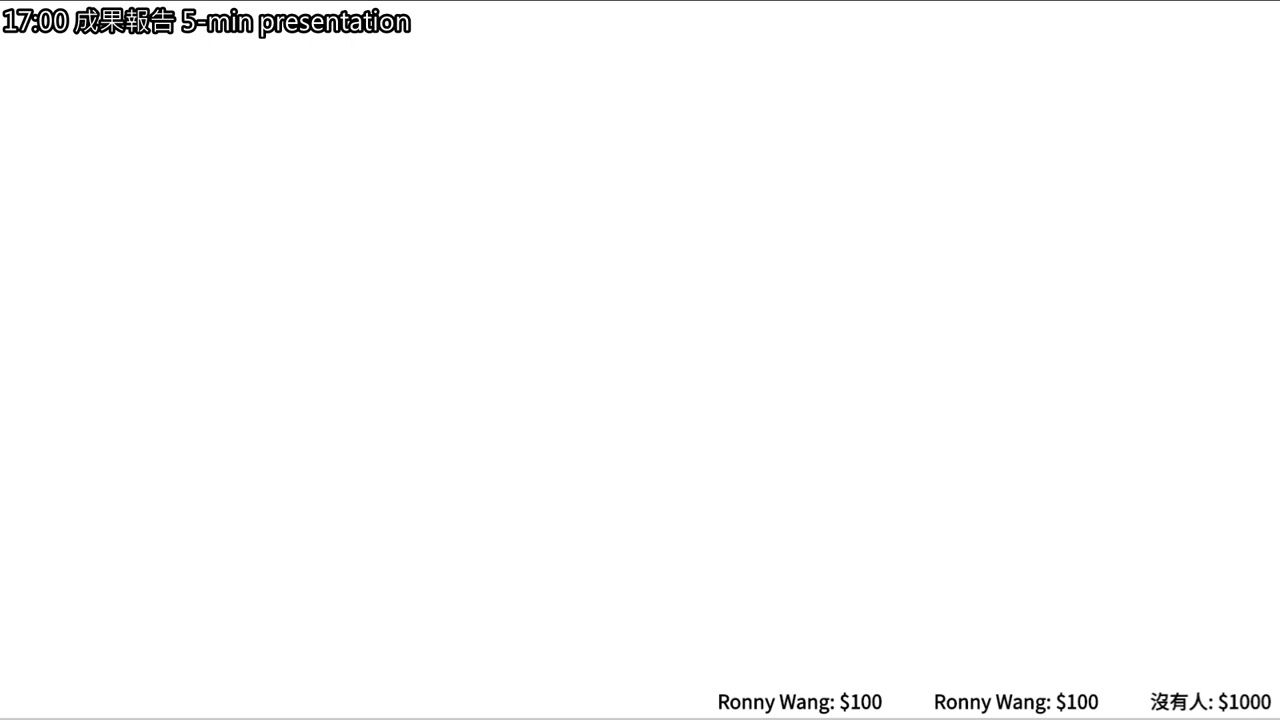 17:00 成果報告 5-min presentation
Ronny Wang: $100 Ronny Wang: $100 沒有人: $1000